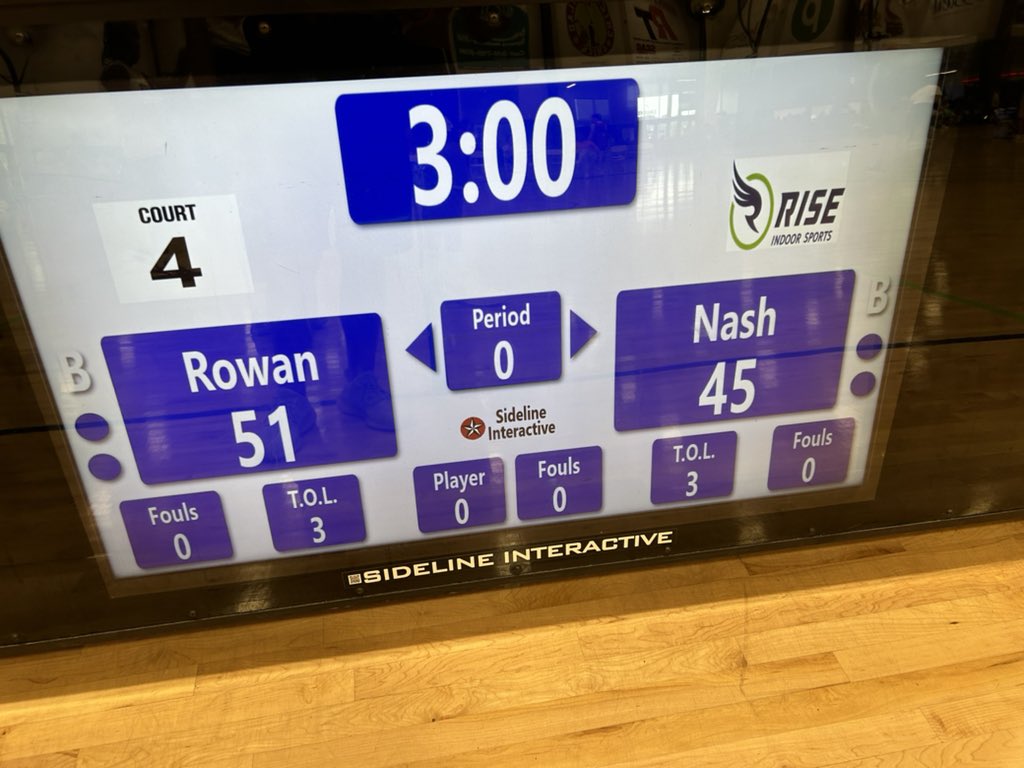 3:00
COURT
4
RISE
INDOOR SPORTS
B
Rowan
51
Period
0
Nash
45
B
Sideline
Interactive
Fouls
0
T.O.L.
3
Player
0
Fouls
0
T.O.L.
3
Fouls
0
SIDELINE INTERACTIVE